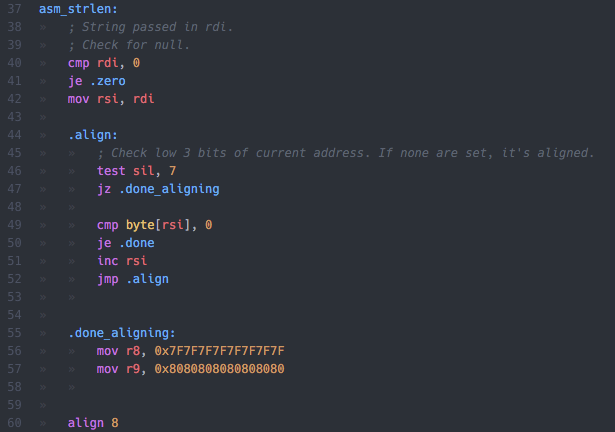 37 asm_strlen:
38 » ; String passed in rdi.
39 » ; Check for null.
40 » cmp rdi, 0
41 » je .zero
42 » mov rsi, rdi
43 »
44 » .align:
45 » » ; Check low 3 bits of current address. If none are set, it's aligned.
46 » » test sil, 7
47 » » jz .done_aligning
48 » »
49 » » cmp byte[rsi], 0
50 » » je .done
51 » » inc rsi
52 » » jmp .align
53 » »
54 »
55 » .done_aligning:
56 » » mov r8, 0x7F7F7F7F7F7F7F7F
57 » » mov r9, 0x8080808080808080
58 » »
59 »
60 » align 8